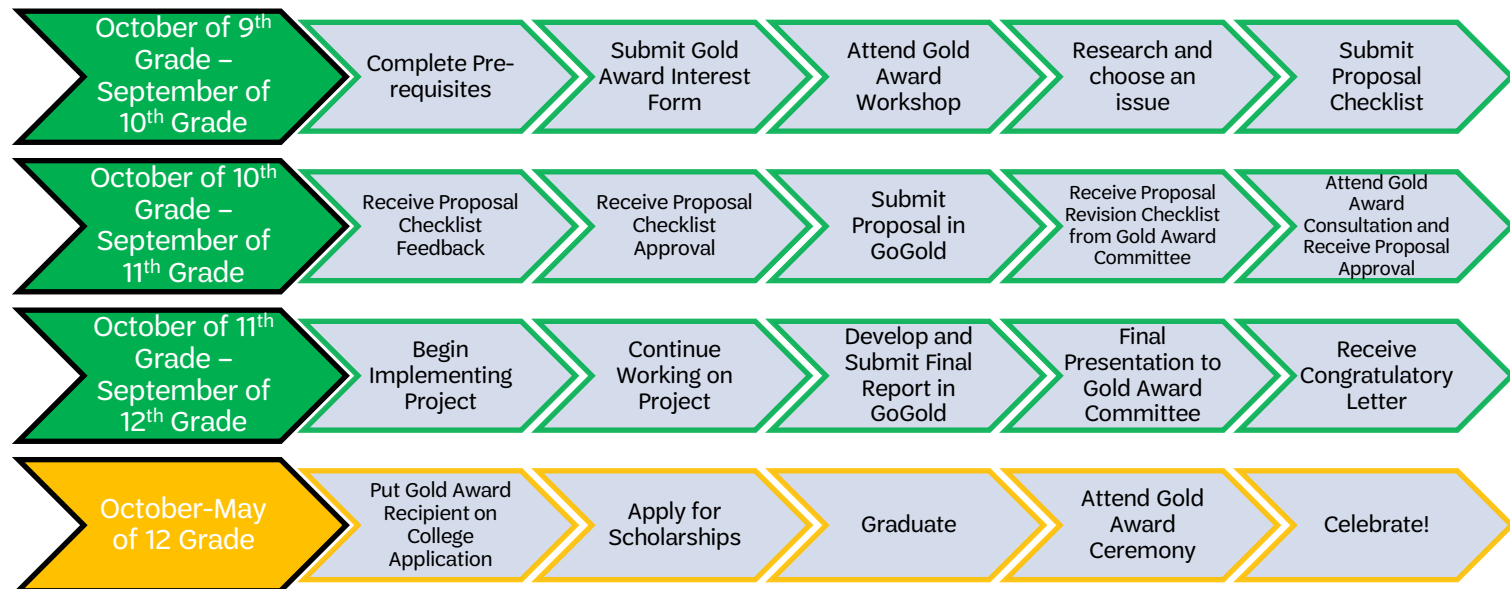 October of 9th
Grade –
September of
10th Grade
Complete Pre-
requisites
Submit Gold
Award Interest
Form
Attend Gold
Award
Workshop
Research and
choose an
issue
Submit
Proposal
Checklist
October of 10th
Grade –
September of
11th Grade
Receive Proposal
Checklist
Feedback
Receive Proposal
Checklist
Approval
Submit
Proposal in
GoGold
Receive Proposal
Revision Checklist
from Gold Award
Committee
Attend Gold
Award
Consultation and
Receive Proposal
Approval
October of 11th
Grade –
September of
12th Grade
Begin
Implementing
Project
Continue
Working on
Project
Develop and
Submit Final
Report in
GoGold
Final
Presentation to
Gold Award
Committee
Receive
Congratulatory
Letter
October-May
of 12 Grade
Put Gold Award
Recipient on
College
Application
Apply for
Scholarships
Graduate
Attend Gold
Award
Ceremony
Celebrate!